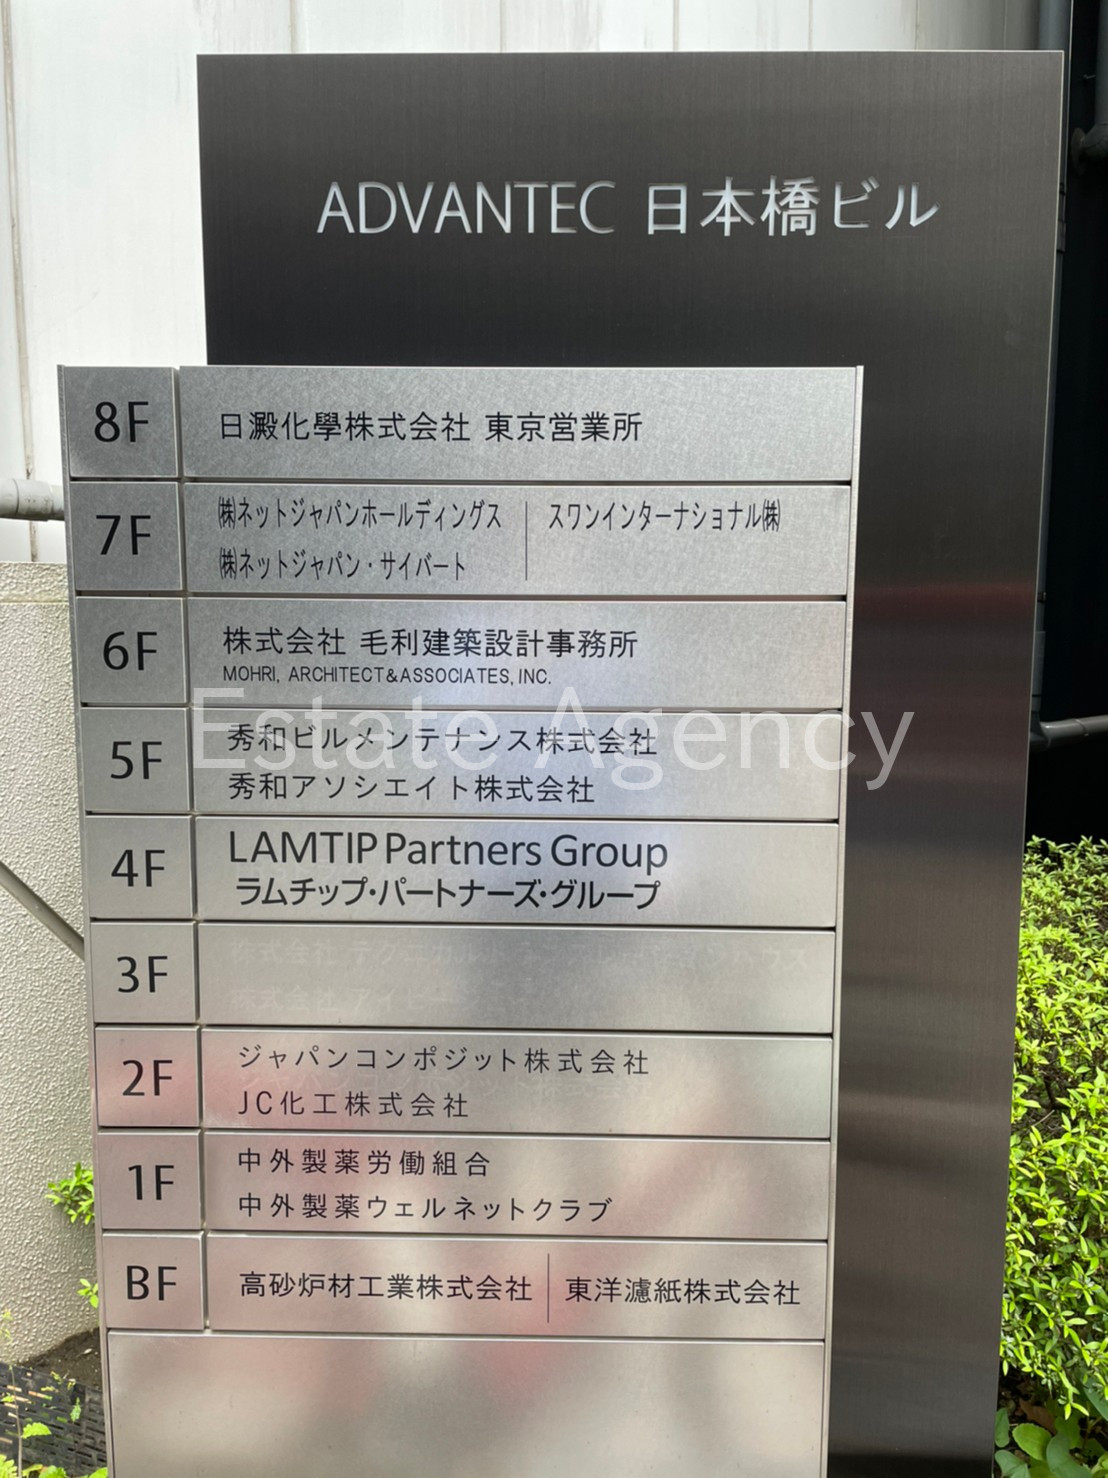 ADVANTEC 日本橋ビル
8F 日澱化學株式会社 東京営業所
7F ㈱ネットジャパンホールディングス スワンインターナショナル㈱
㈱ネットジャパン・サイバート
6F 株式会社 毛利建築設計事務所
MOHRI, ARCHITECT&ASSOCIATES, INC.
Estate Agency
5F 秀和ビルメンテナンス株式会社
秀和アソシエイト株式会社
4F LAMTIP Partners Group
ラムチップ・パートナーズ・グループ
3F
2F ジャパンコンポジット株式会社
JC化工株式会社
1F 中外製薬労働組合
中外製薬ウェルネットクラブ
BF 高砂炉材工業株式会社 東洋濾紙株式会社